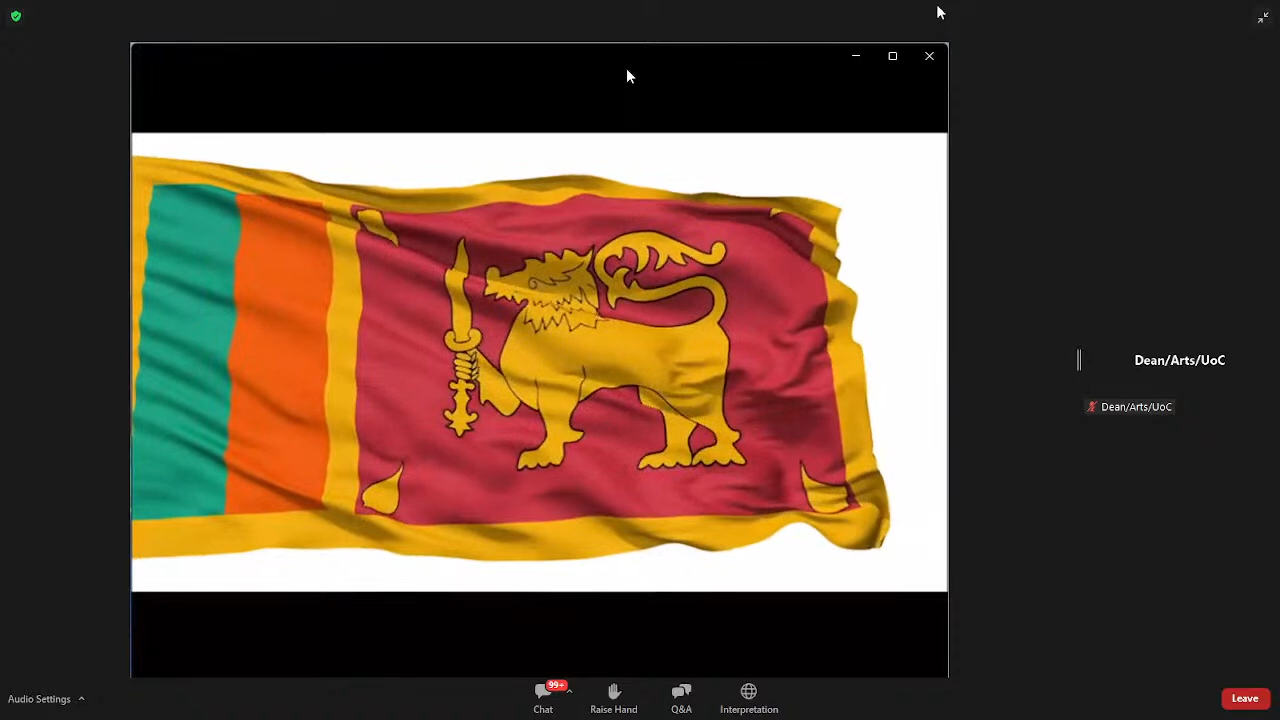 Dean/Arts/UoC
Dean/Arts/UoC
Audio Settings
99+
Chat
Raise Hand
Q&A
Interpretation
Leave